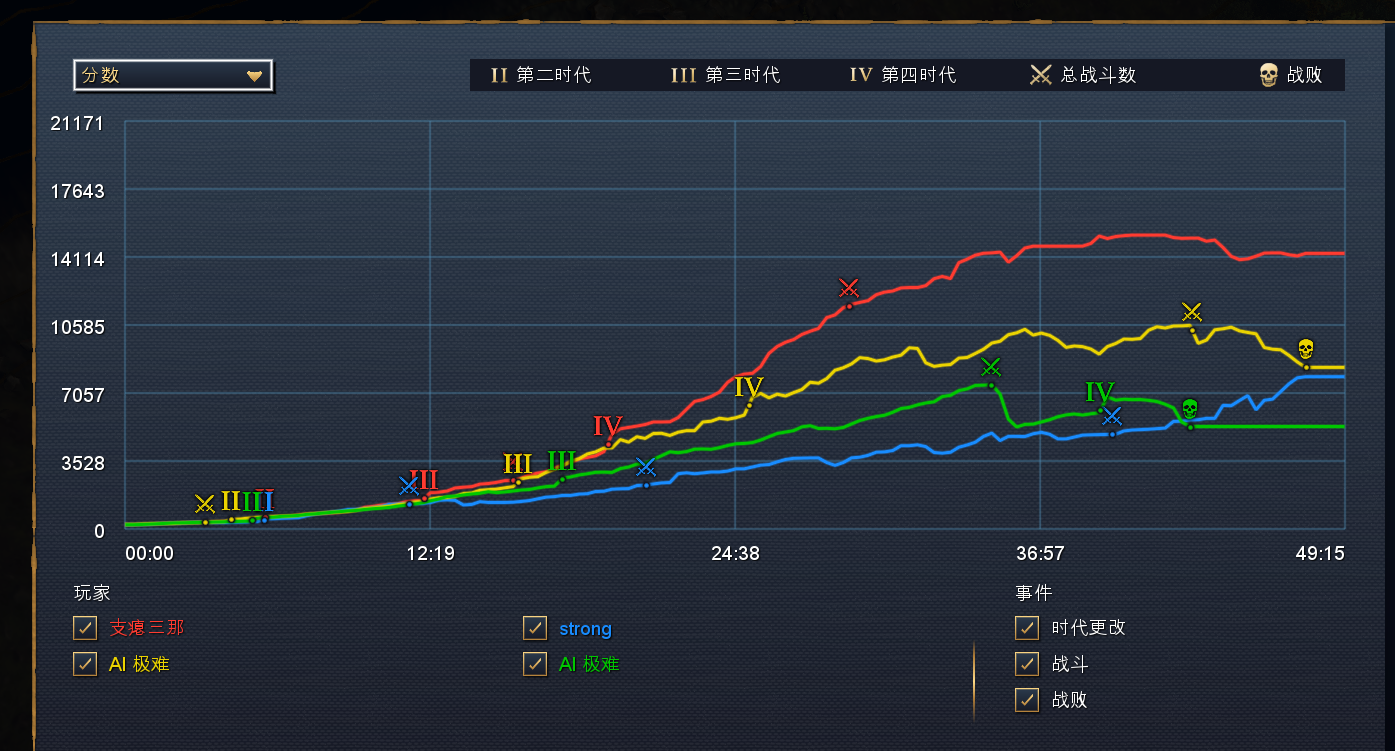 分数
II 第二时代 III 第三时代 IV 第四时代 总战斗数 战败
21171
17643
14114
10585
7057
3528
0
IV
IV
IV
III
III
III
II
II
II
00:00 12:19 24:38 36:57 49:15
玩家
支瘪三那
strong
AI 极难
AI 极难
事件
时代更改
战斗
战败